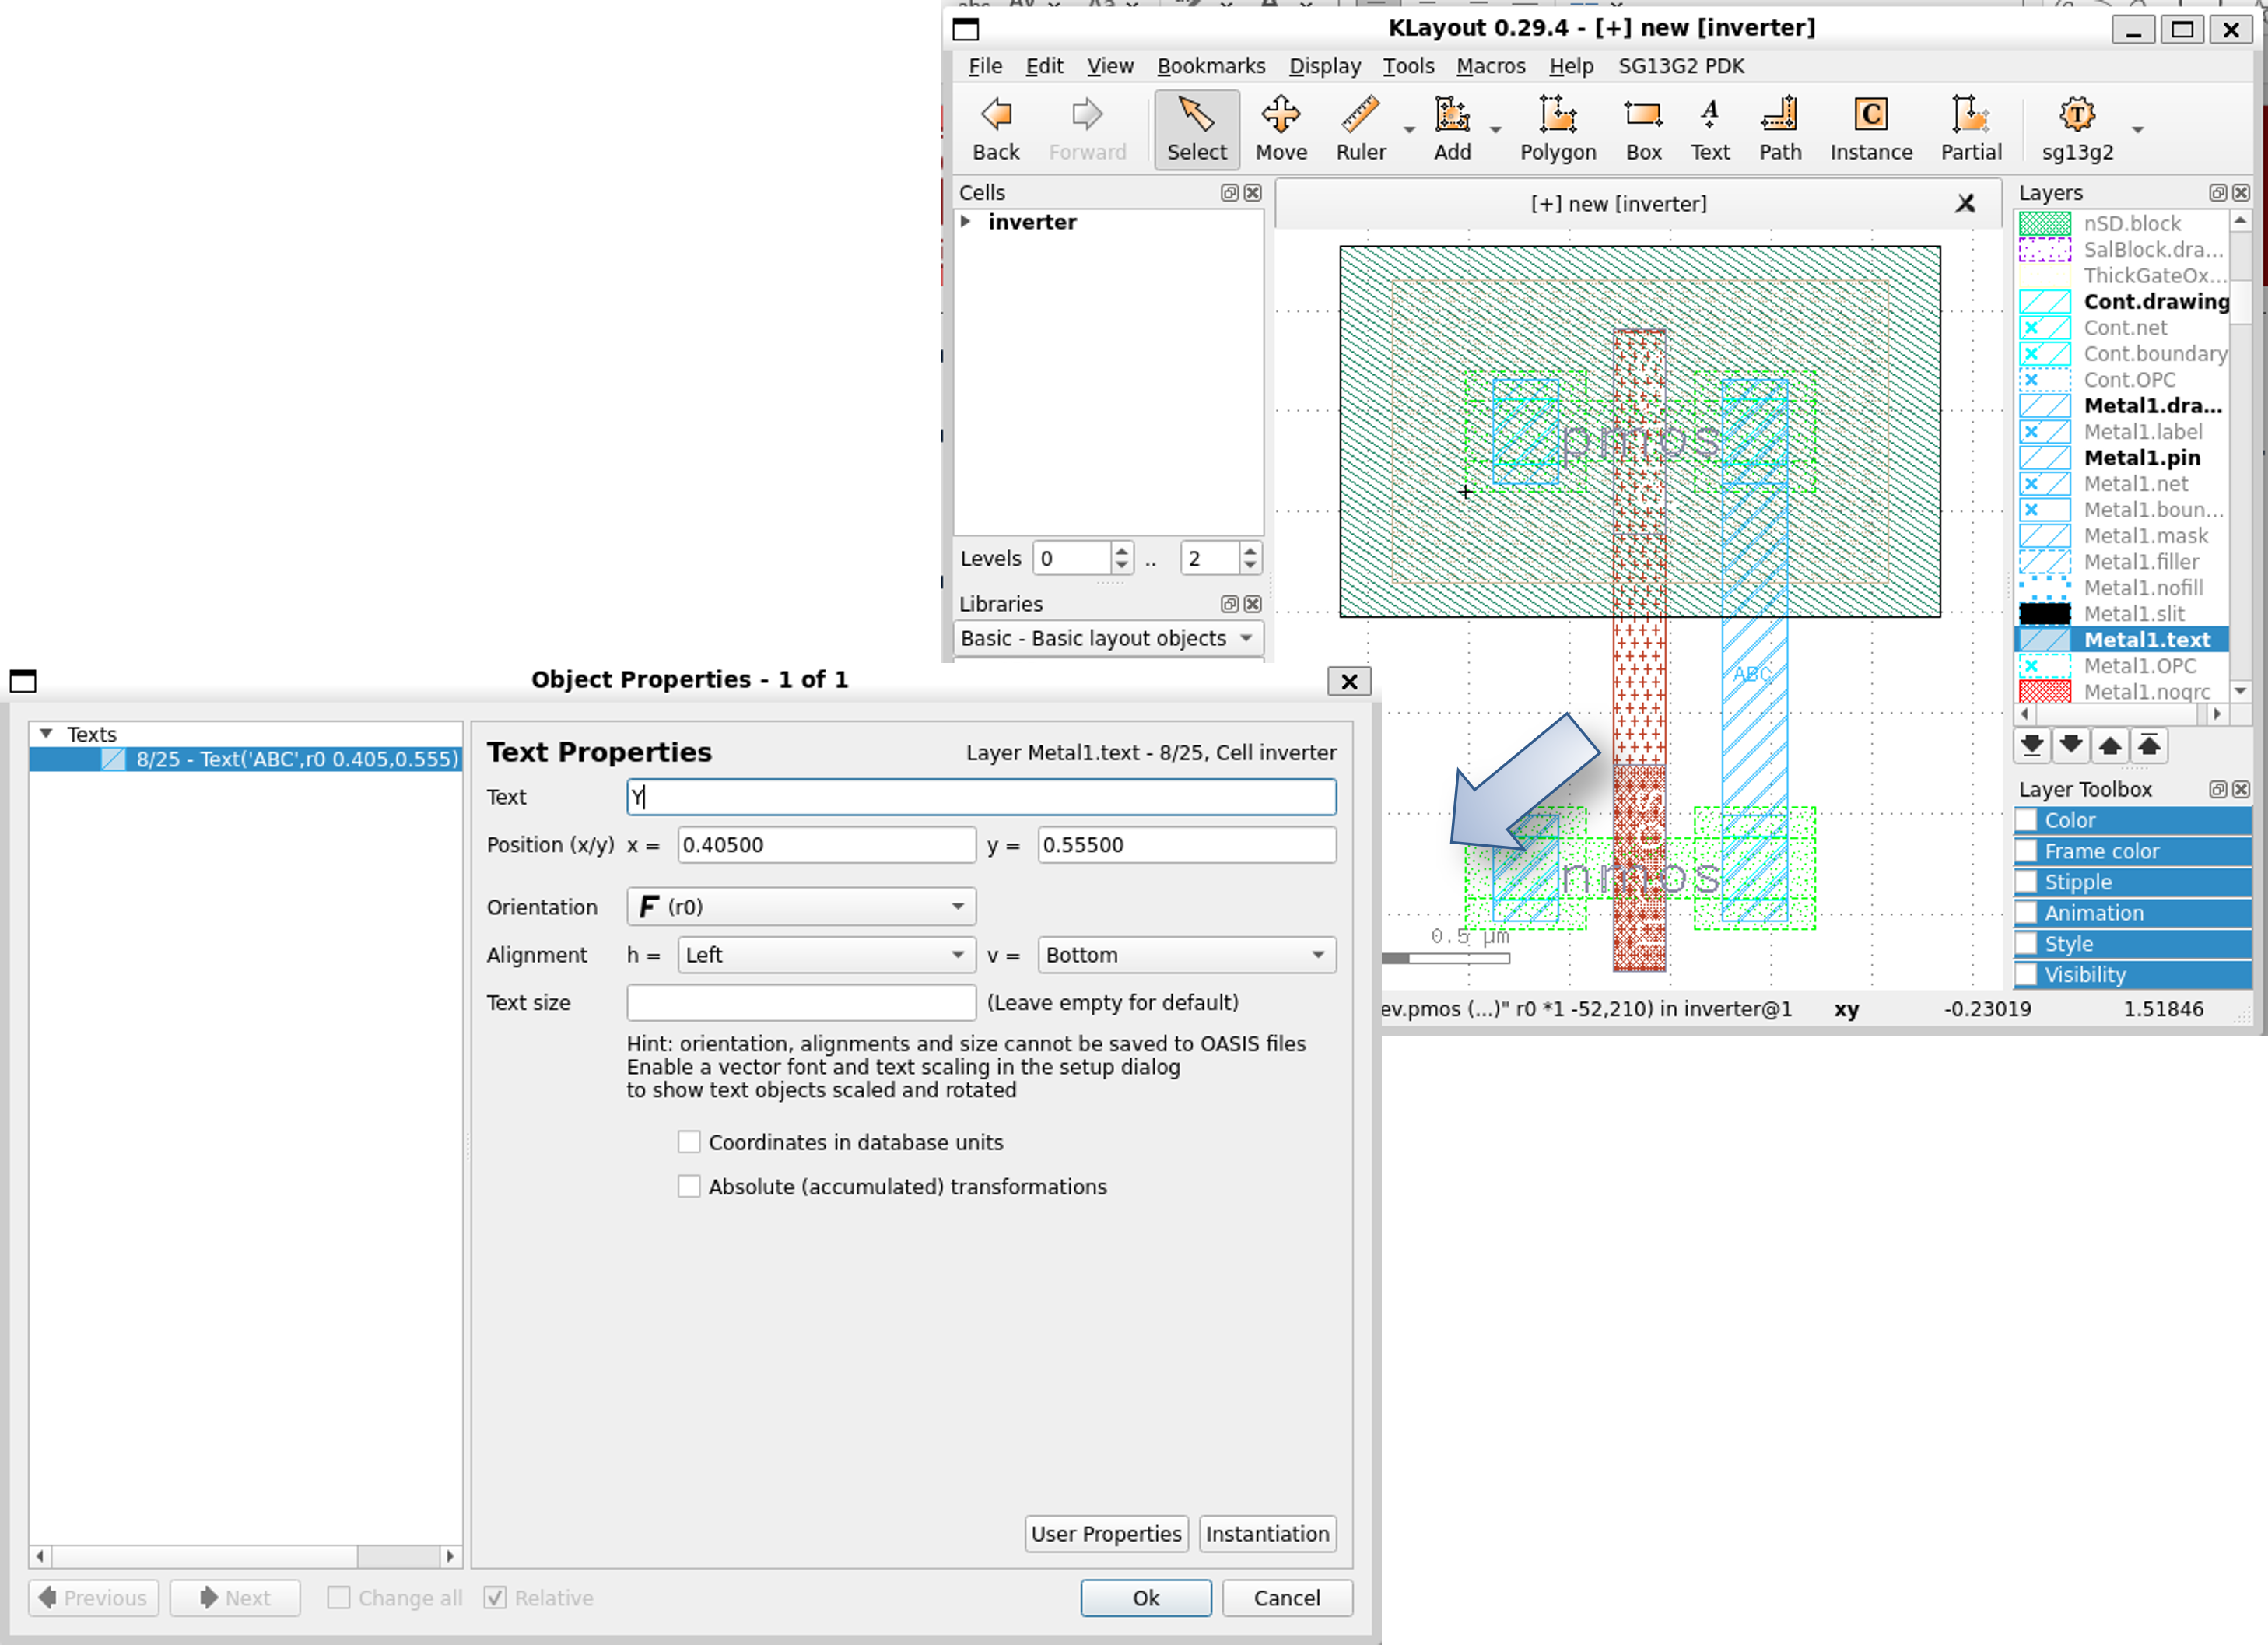 KLayout 0.29.4 - [+] new [inverter]
File Edit View Bookmarks Display Tools Macros Help SG13G2 PDK
Back Forward Select Move Ruler Add Polygon Box Text Path Instance Partial sg13g2
Cells
inverter
Levels 0 .. 2
Libraries
Basic - Basic layout objects
[+] new [inverter]
pmos
ABC
nmos
0.5 µm
Layers
nSD.block
SalBlock.dra...
ThickGateOx...
Cont.drawing
Cont.net
Cont.boundary
Cont.OPC
Metal1.dra...
Metal1.label
Metal1.pin
Metal1.net
Metal1.boun...
Metal1.mask
Metal1.filler
Metal1.nofill
Metal1.slit
Metal1.text
Metal1.OPC
Metal1.noqrc
Layer Toolbox
Color
Frame color
Stipple
Animation
Style
Visibility
ev.pmos (...)" r0 *1 -52,210) in inverter@1 xy -0.23019 1.51846
Object Properties - 1 of 1
Texts
8/25 - Text('ABC',r0 0.405,0.555)
Text Properties Layer Metal1.text - 8/25, Cell inverter
Text Y
Position (x/y) x = 0.40500 y = 0.55500
Orientation F (r0)
Alignment h = Left v = Bottom
Text size (Leave empty for default)
Hint: orientation, alignments and size cannot be saved to OASIS files
Enable a vector font and text scaling in the setup dialog
to show text objects scaled and rotated
Coordinates in database units
Absolute (accumulated) transformations
User Properties Instantiation
Previous Next Change all Relative Ok Cancel